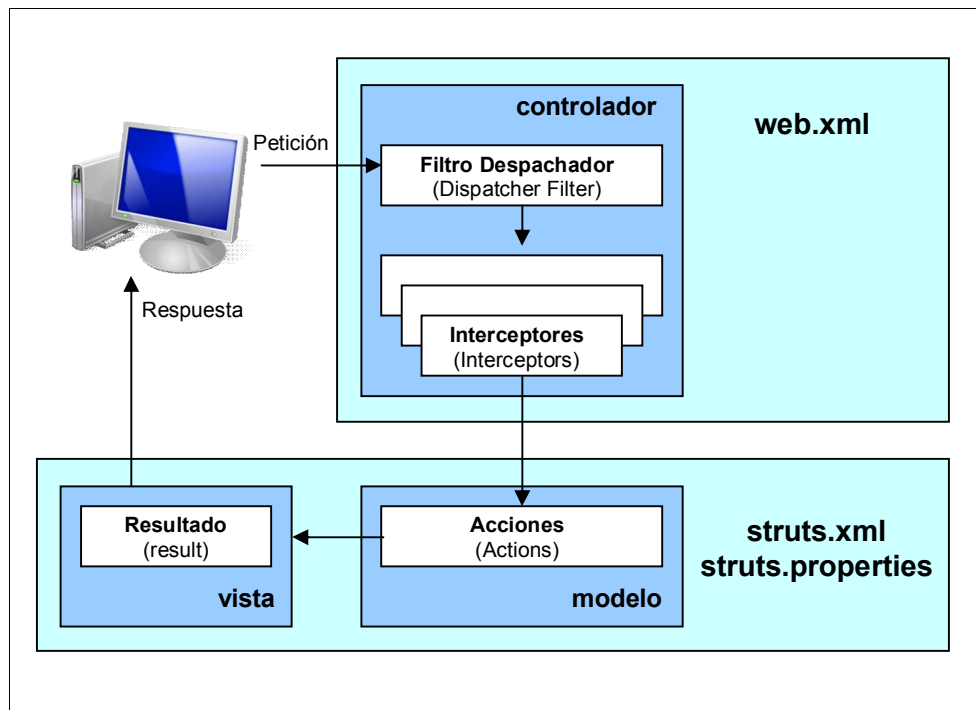 controlador
web.xml
Petición
Filtro Despachador
(Dispatcher Filter)
Respuesta
Interceptores
(Interceptors)
Resultado
(result)
Acciones
(Actions)
struts.xml
struts.properties
vista
modelo